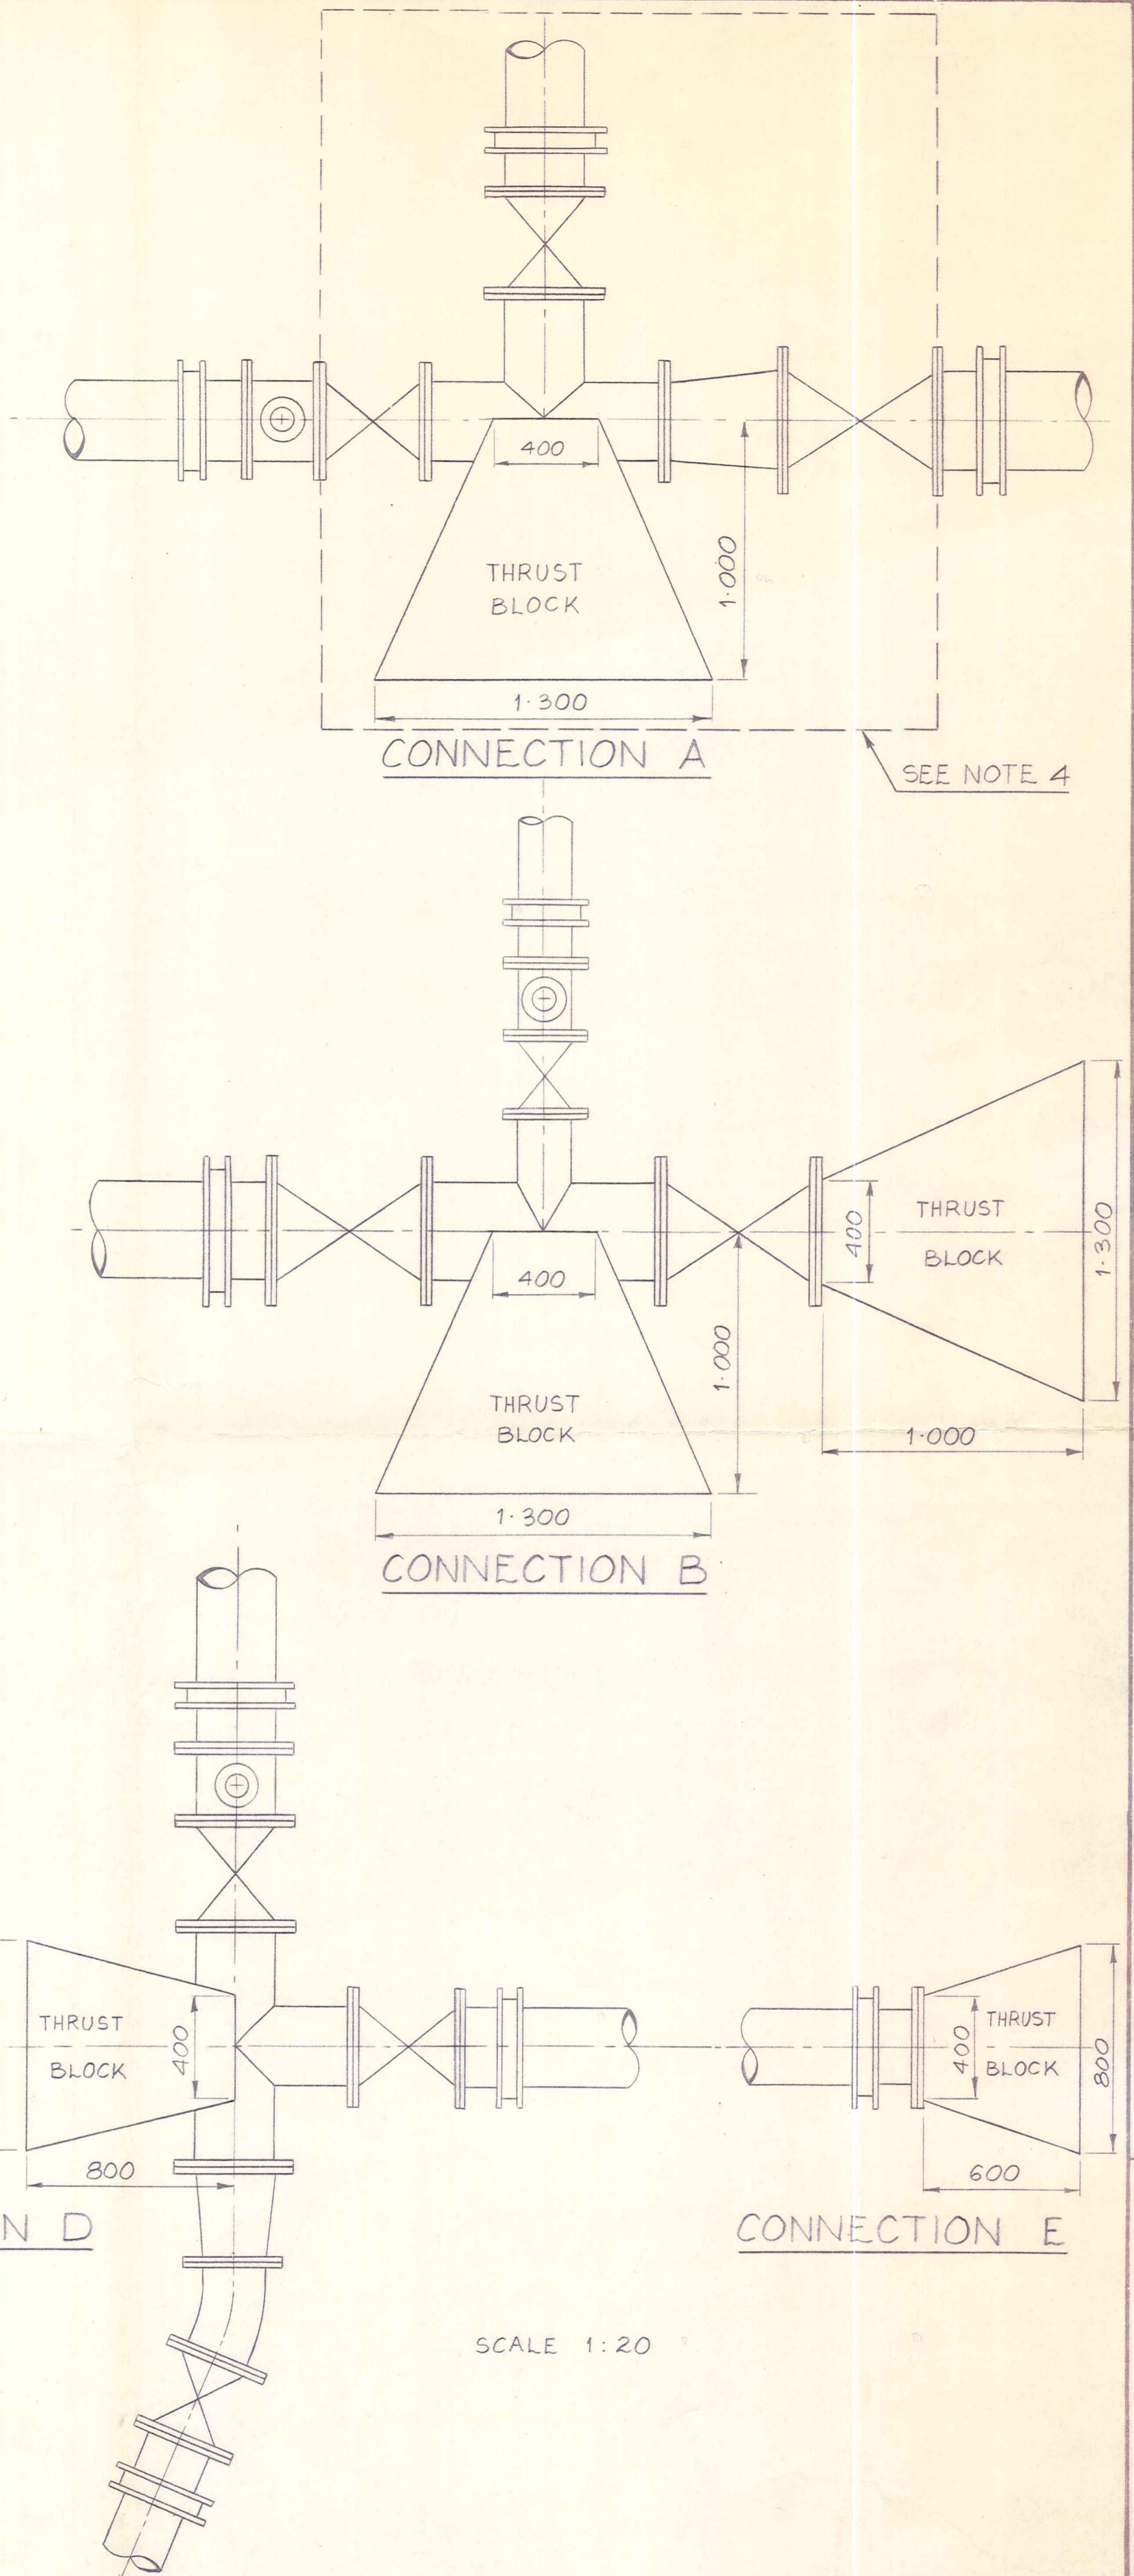 400
THRUST
BLOCK
1·000
1·300
CONNECTION A
SEE NOTE 4
400
THRUST
BLOCK
1·300
400
1·000
THRUST
BLOCK
1·000
1·300
CONNECTION B
THRUST
BLOCK
400
800
N D
400
THRUST
BLOCK
800
600
CONNECTION E
SCALE 1:20